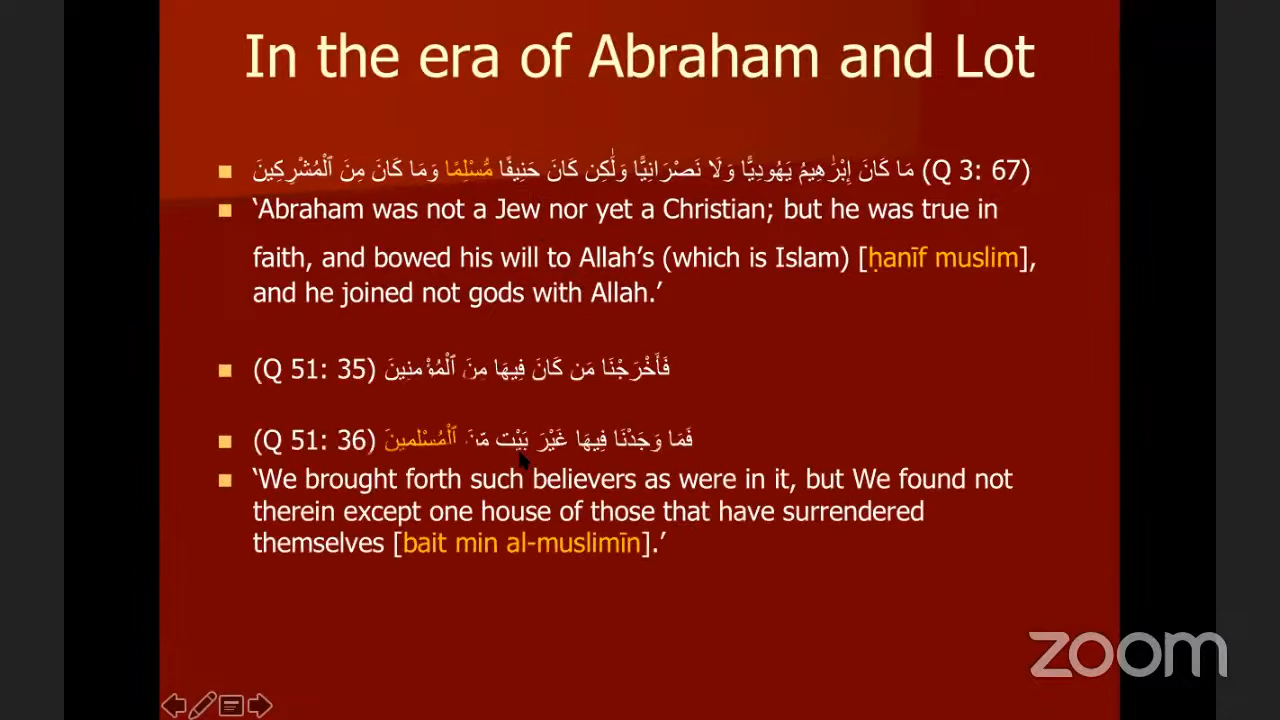 In the era of Abraham and Lot
مَا كَانَ إِبْرَٰهِيمُ يَهُودِيًّا وَلَا نَصْرَانِيًّا وَلَٰكِن كَانَ حَنِيفًا مُّسْلِمًا وَمَا كَانَ مِنَ ٱلْمُشْرِكِينَ (Q 3: 67)
‘Abraham was not a Jew nor yet a Christian; but he was true in
faith, and bowed his will to Allah’s (which is Islam) [ḥanīf muslim],
and he joined not gods with Allah.’
(Q 51: 35) فَأَخْرَجْنَا مَن كَانَ فِيهَا مِنَ ٱلْمُؤْمِنِينَ
(Q 51: 36) فَمَا وَجَدْنَا فِيهَا غَيْرَ بَيْت مِّنَ ٱلْمُسْلِمِينَ
‘We brought forth such believers as were in it, but We found not
therein except one house of those that have surrendered
themselves [bait min al-muslimīn].’
zoom